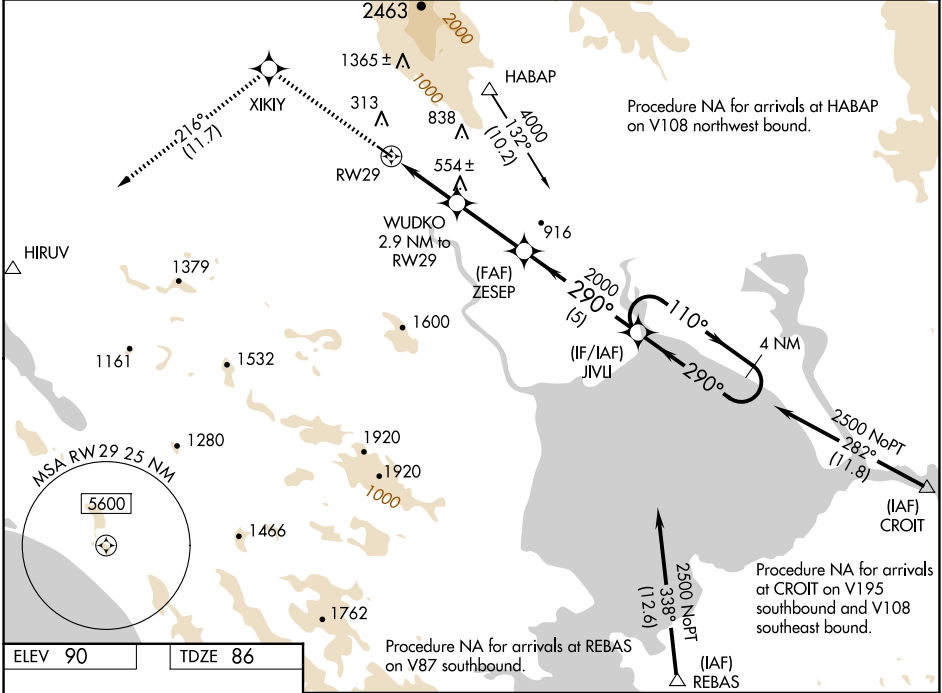 2463
2000
1365 ±
1000
XIKIY
HABAP
313
838
4000
132°
(10.2)
Procedure NA for arrivals at HABAP
on V108 northwest bound.
216°
(11.7)
RW29
554 ±
WUDKO
2.9 NM to
RW29
916
HIRUV
1379
(FAF)
ZESEP
2000
290°
(5)
110°
4 NM
1600
1161
1532
(IF/IAF)
JIVLI
290°
2500 NoPT
282°
(11.8)
1280
1920
1920
1000
MSA RW29 25 NM
5600
(IAF)
CROIT
1466
2500 NoPT
338°
(12.6)
Procedure NA for arrivals
at CROIT on V195
southbound and V108
southeast bound.
1762
Procedure NA for arrivals at REBAS
on V87 southbound.
(IAF)
REBAS
ELEV 90
TDZE 86